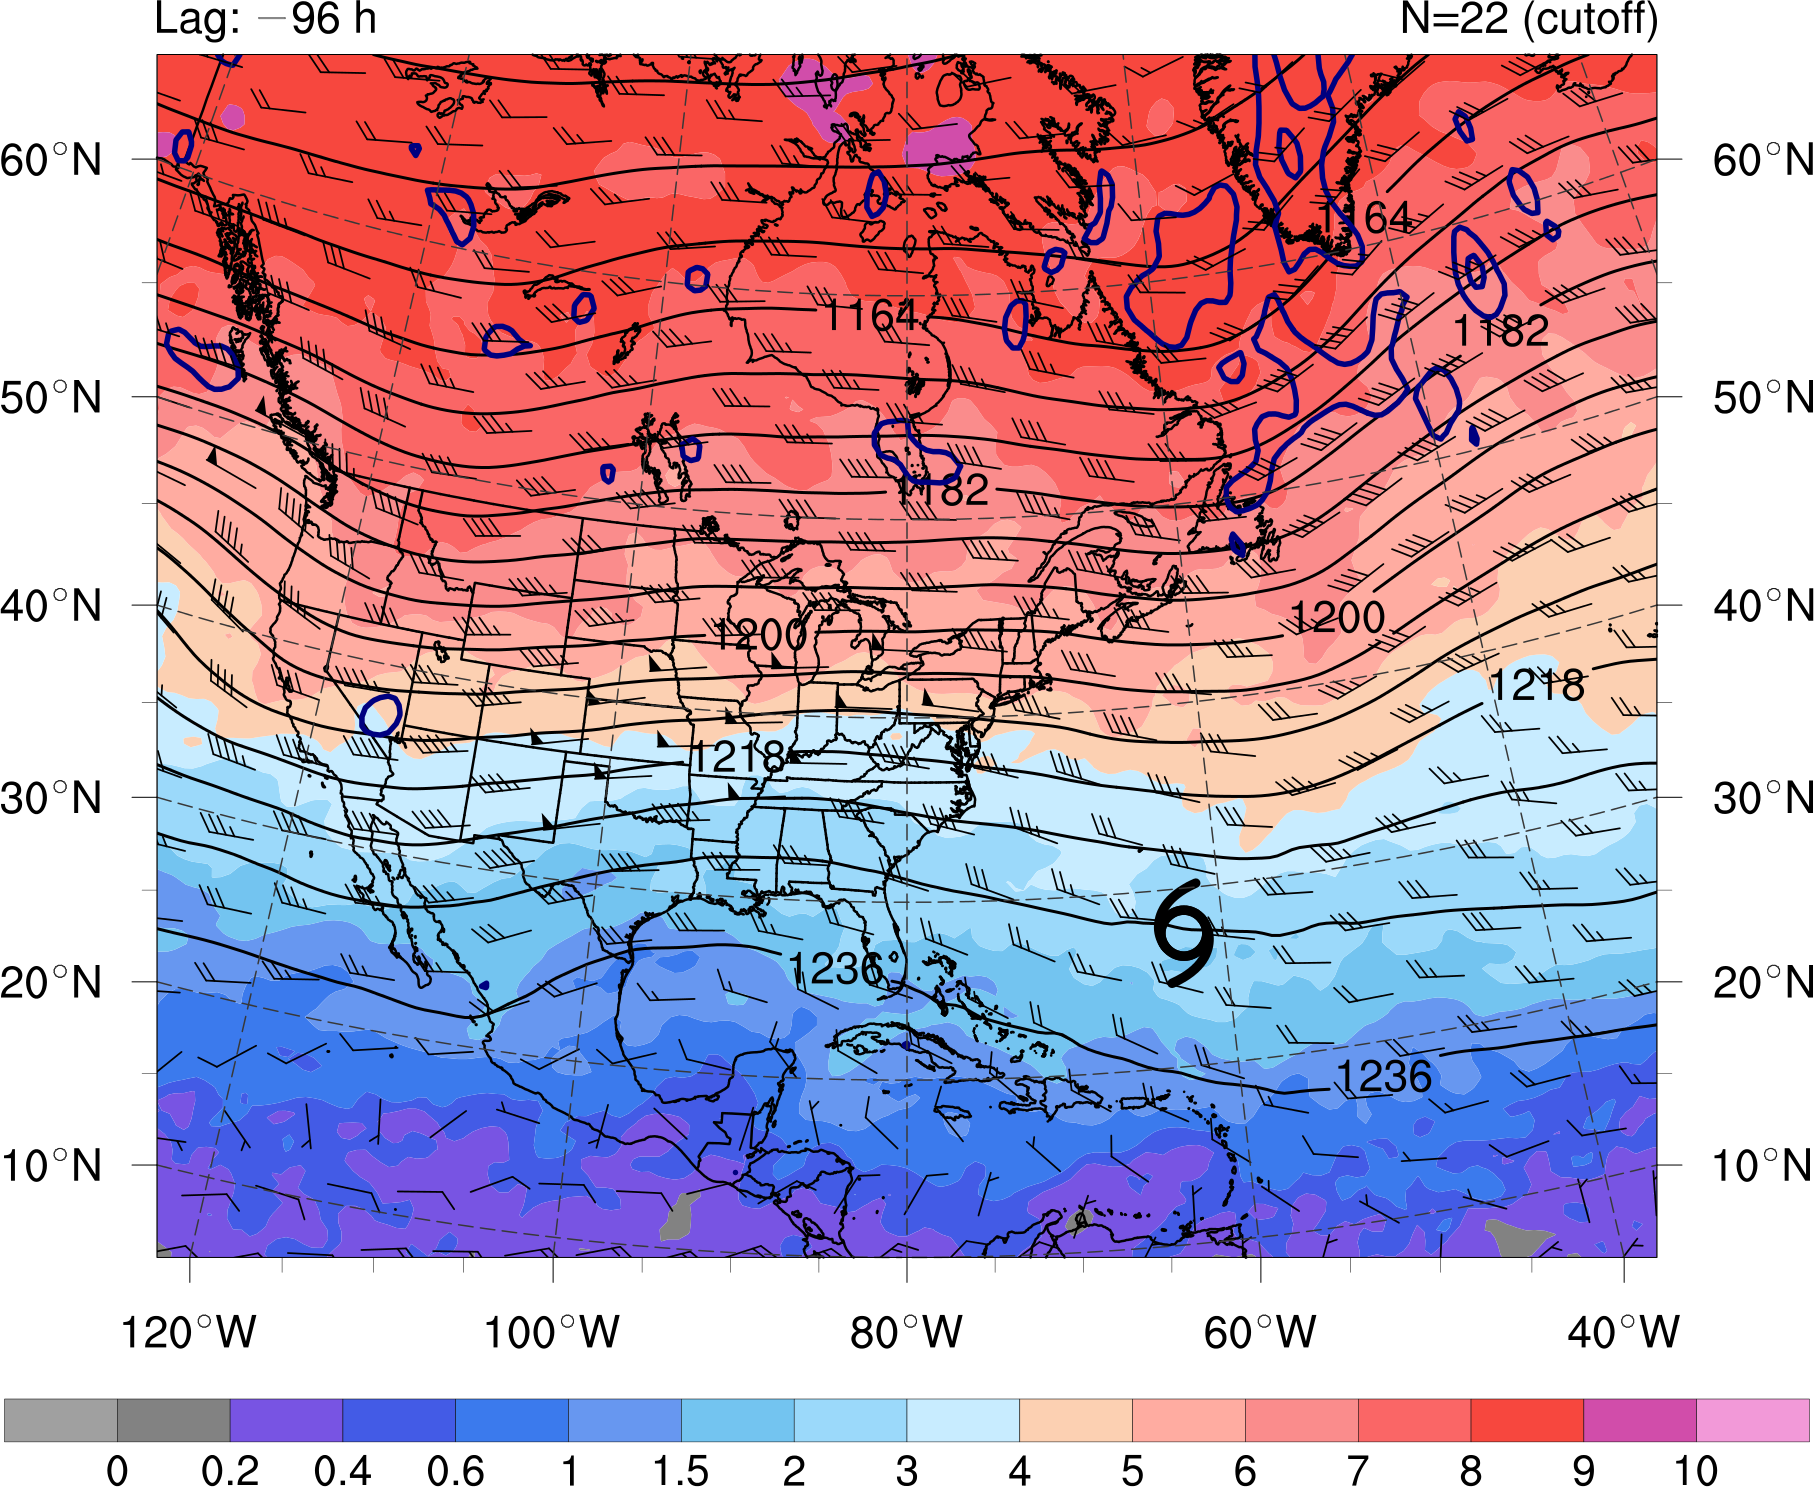 Lag: −96 h
N=22 (cutoff)
60°N
60°N
1164
1164
1182
50°N
50°N
1182
40°N
40°N
1200
1200
1218
1218
30°N
30°N
1236
20°N
20°N
1236
10°N
10°N
120°W
100°W
80°W
60°W
40°W
0
0.2
0.4
0.6
1
1.5
2
3
4
5
6
7
8
9
10